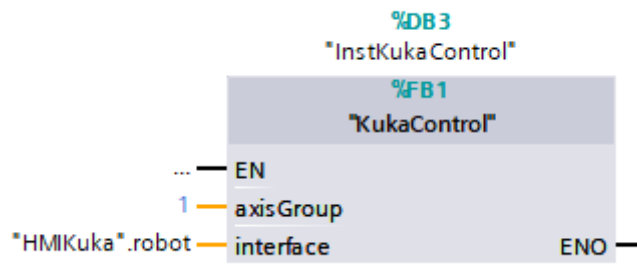 %DB3
"InstKukaControl"
%FB1
"KukaControl"
... EN
1 axisGroup
"HMIKuka".robot interface ENO